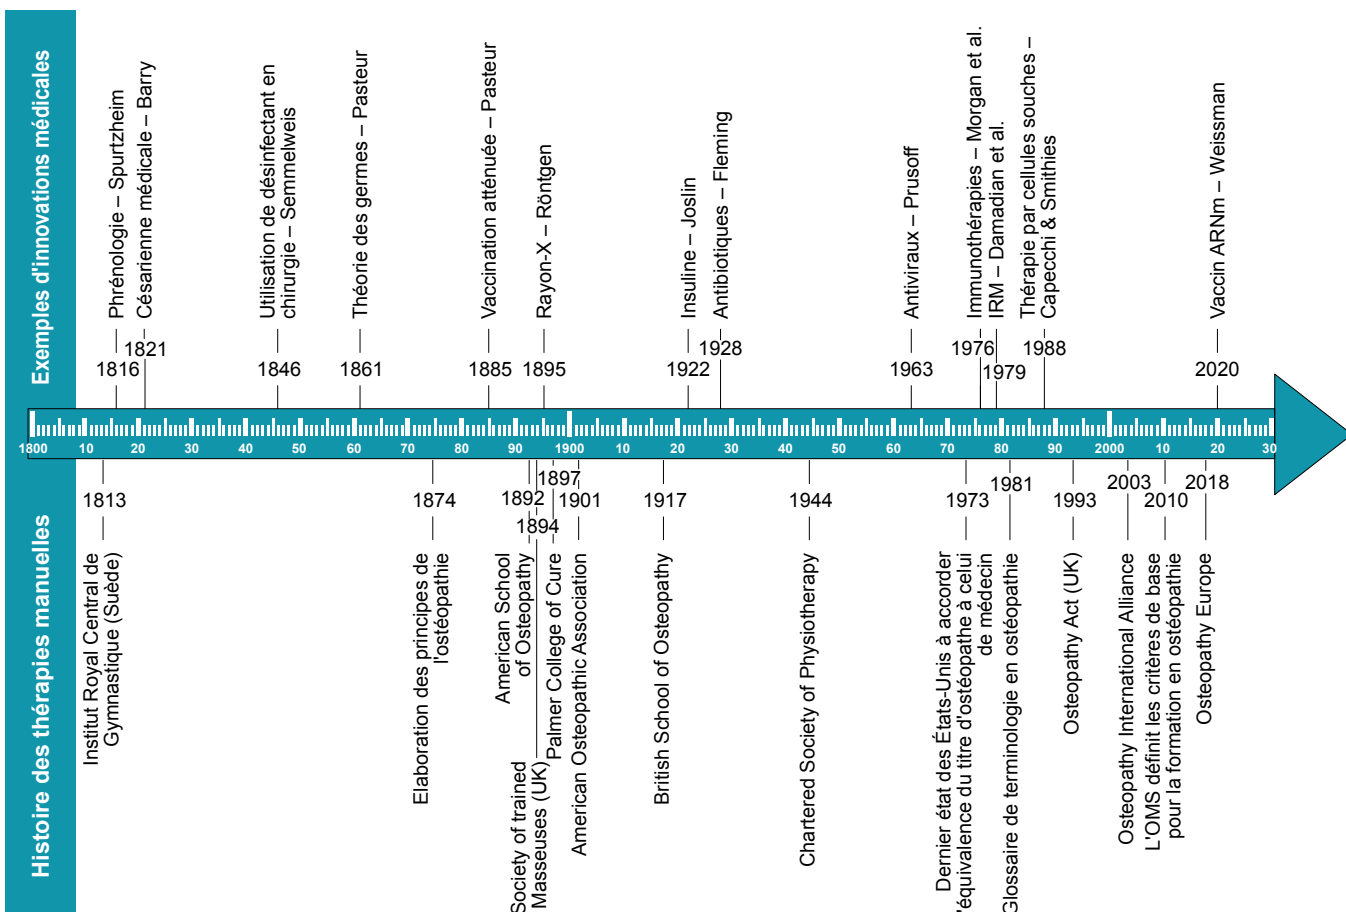 Exemples d'innovations médicales
Phrénologie – Spurtzheim
Césarienne médicale – Barry
Utilisation de désinfectant en
chirurgie – Semmelweis
Théorie des germes – Pasteur
Vaccination atténuée – Pasteur
Rayon-X – Röntgen
Insuline – Joslin
Antibiotiques – Fleming
Antiviraux – Prusoff
Immunothérapies – Morgan et al.
IRM – Damadian et al.
Thérapie par cellules souches –
Capecchi & Smithies
Vaccin ARNm – Weissman
1816
1821
1846
1861
1885
1895
1922
1928
1963
1976
1979
1988
2020
1800 10 20 30 40 50 60 70 80 90 1900 10 20 30 40 50 60 70 80 90 2000 10 20 30
Histoire des thérapies manuelles
1813
1874
1892
1894
1897
1901
1917
1944
1973
1981
1993
2003
2010
2018
Institut Royal Central de
Gymnastique (Suède)
Elaboration des principes de
l'ostéopathie
American School
of Osteopathy
Society of trained
Masseuses (UK)
Palmer College of Cure
American Osteopathic Association
British School of Osteopathy
Chartered Society of Physiotherapy
Dernier état des États-Unis à accorder
l'équivalence du titre d'ostéopathe à celui
de médecin
Glossaire de terminologie en ostéopathie
Osteopathy Act (UK)
Osteopathy International Alliance
L'OMS définit les critères de base
pour la formation en ostéopathie
Osteopathy Europe